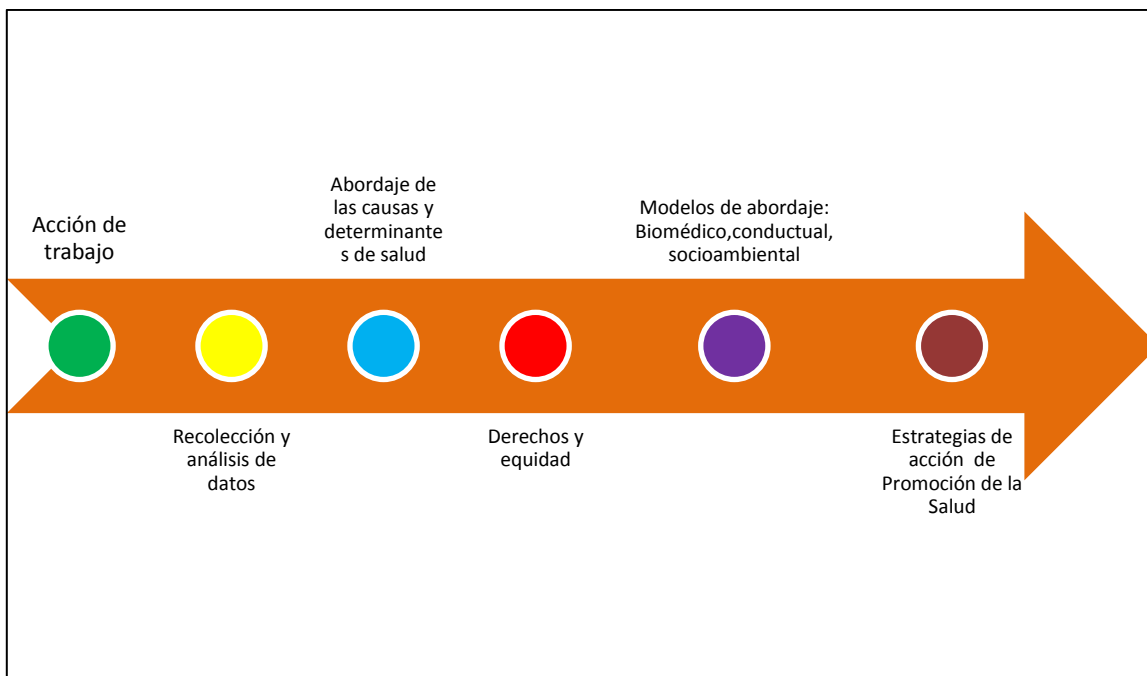 Acción de
trabajo
Recolección y
análisis de
datos
Abordaje de
las causas y
determinante
s de salud
Derechos y
equidad
Modelos de abordaje:
Biomédico,conductual,
socioambiental
Estrategias de
acción  de
Promoción de la
Salud